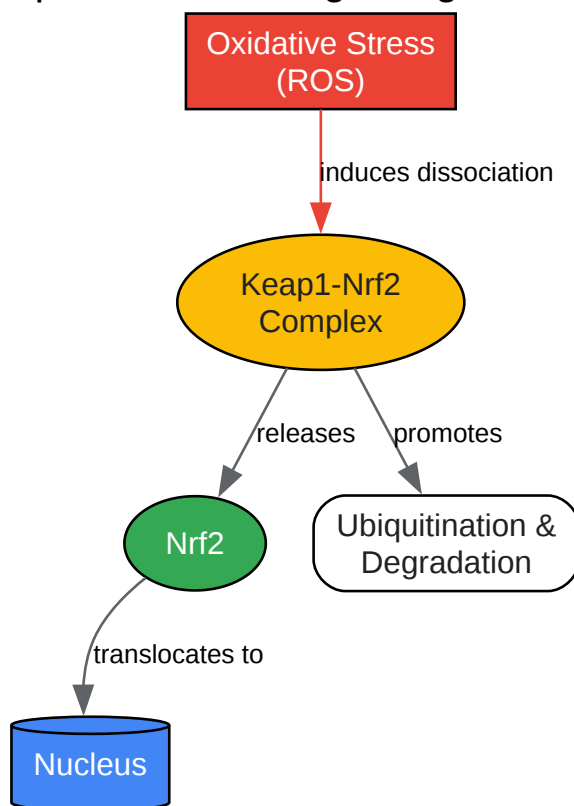 Oxidative Stress
(ROS)
induces dissociation
Keap1-Nrf2
Complex
releases
promotes
Nrf2
Ubiquitination &
Degradation
translocates to
Nucleus